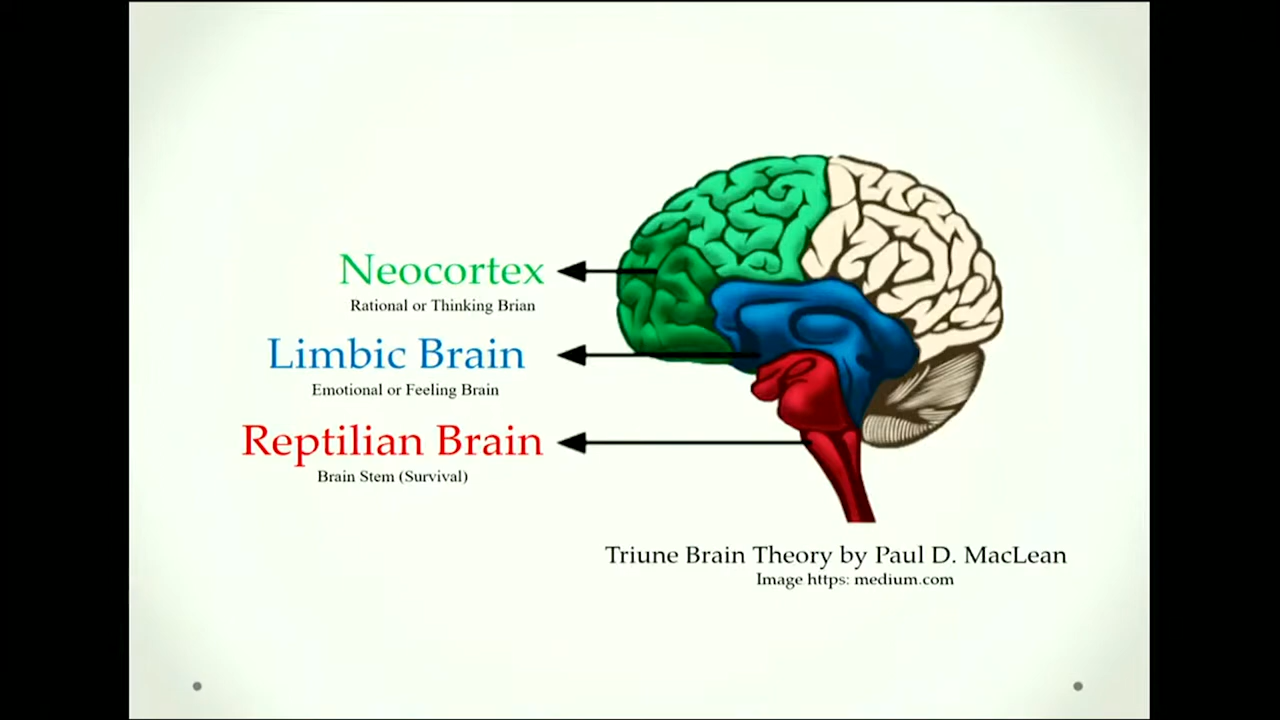 Neocortex
Rational or Thinking Brian
Limbic Brain
Emotional or Feeling Brain
Reptilian Brain
Brain Stem (Survival)
Triune Brain Theory by Paul D. MacLean
Image https: medium.com